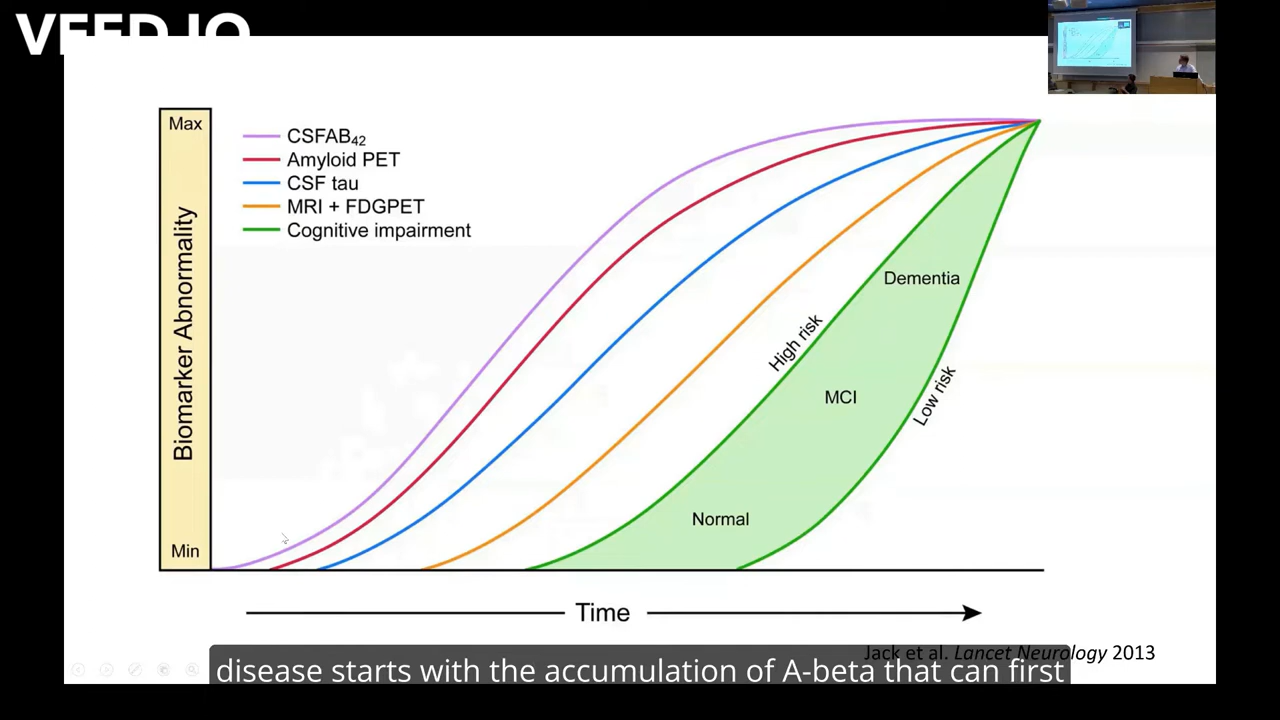 VEED.IO
Max
CSFAB₄₂
Amyloid PET
CSF tau
MRI + FDGPET
Cognitive impairment
Biomarker Abnormality
Dementia
High risk
MCI
Low risk
Normal
Min
Time
Jack et al. Lancet Neurology 2013
disease starts with the accumulation of A-beta that can first